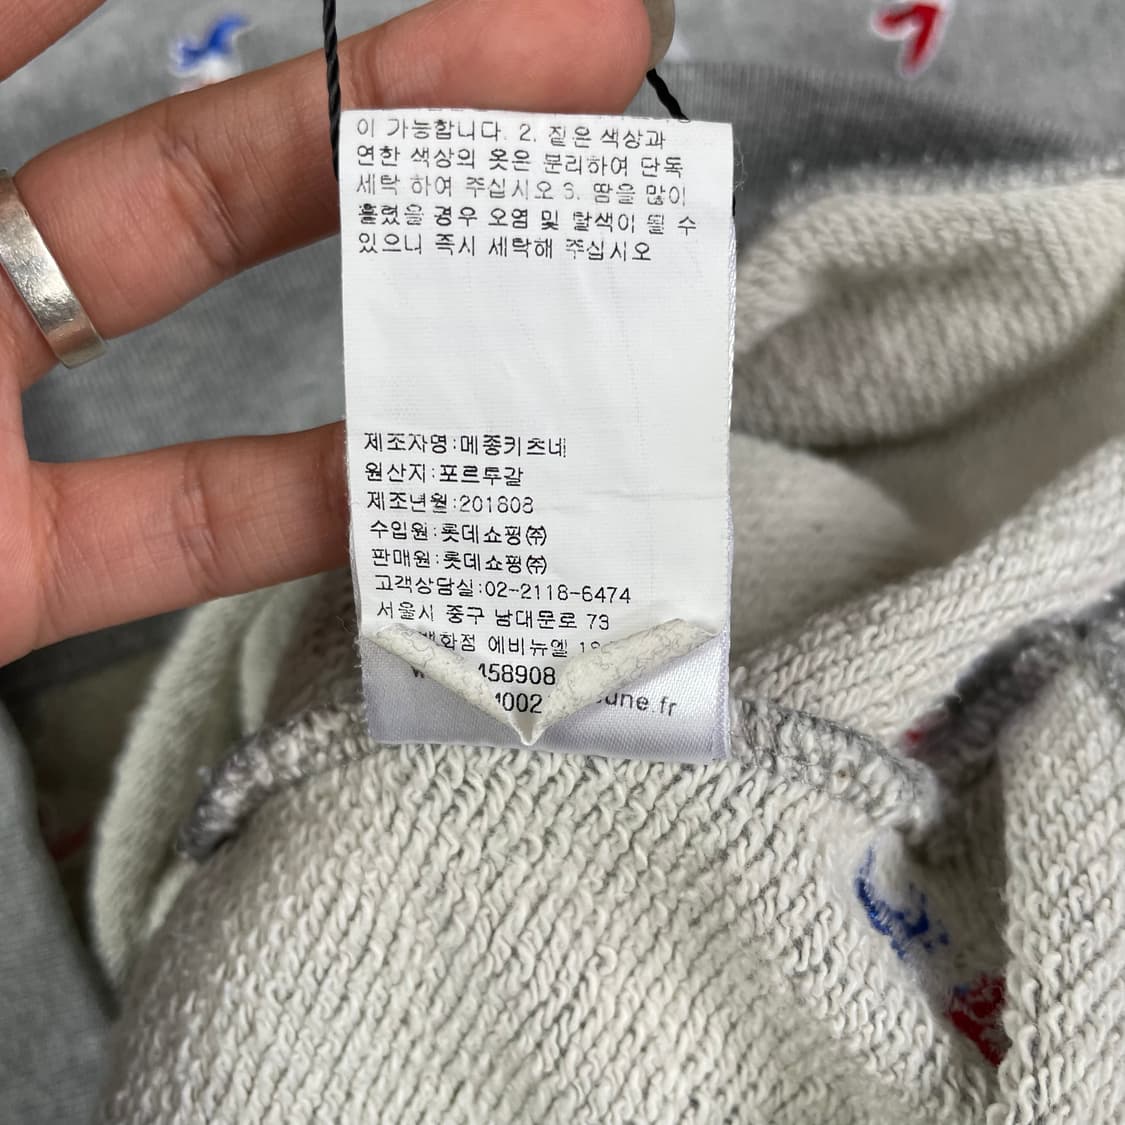 이 가능합니다. 2. 짙은 색상과
연한 색상의 옷은 분리하여 단독
세탁 하여 주십시오 3. 땀을 많이
흘렸을 경우 오염 및 탈색이 될 수
있으니 즉시 세탁해 주십시오
제조자명:메종키츠네
원산지:포르투갈
제조년월:201808
수입원:롯데쇼핑㈜
판매원:롯데쇼핑㈜
고객상담실:02-2118-6474
서울시 중구 남대문로 73
백화점 에비뉴엘
458908
002 une.fr